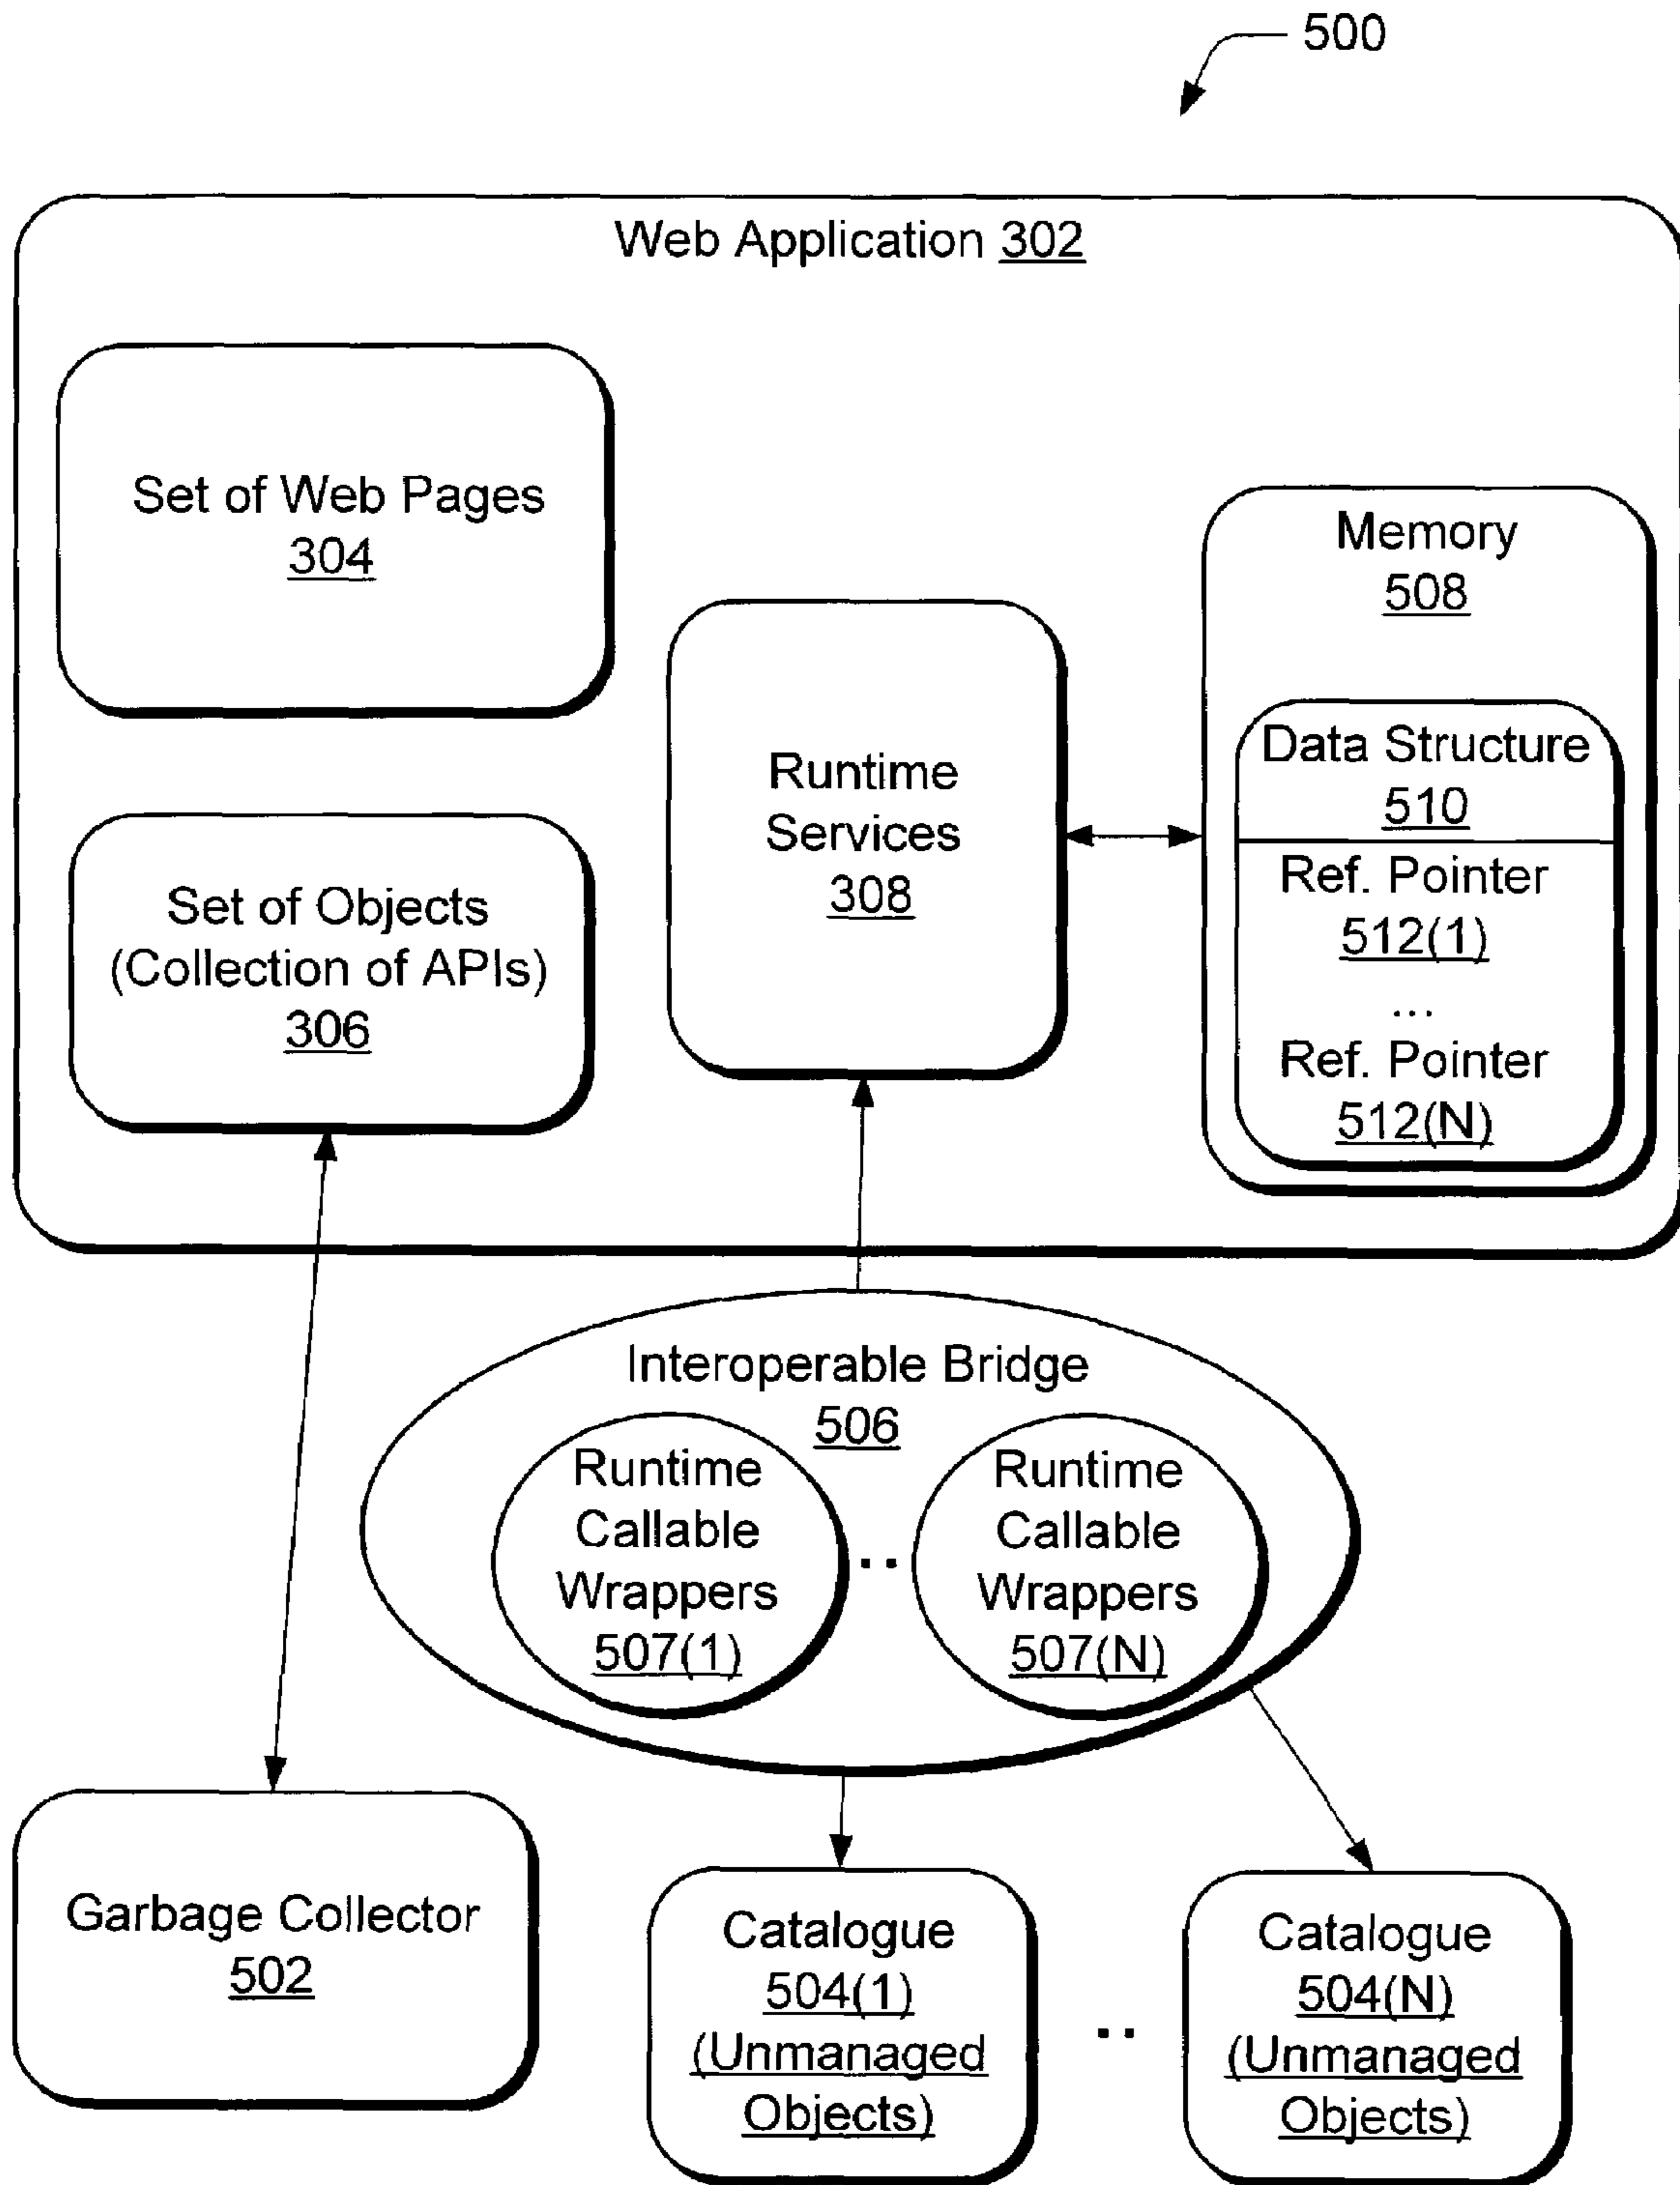 500
Web Application 302
Set of Web Pages
304
Memory
508
Data Structure
510
Ref. Pointer
512(1)
...
Ref. Pointer
512(N)
Runtime
Services
308
Set of Objects
(Collection of APIs)
306
Interoperable Bridge
506
Runtime
Callable
Wrappers
507(1)
..
Runtime
Callable
Wrappers
507(N)
Garbage Collector
502
Catalogue
504(1)
(Unmanaged
Objects)
..
Catalogue
504(N)
(Unmanaged
Objects)